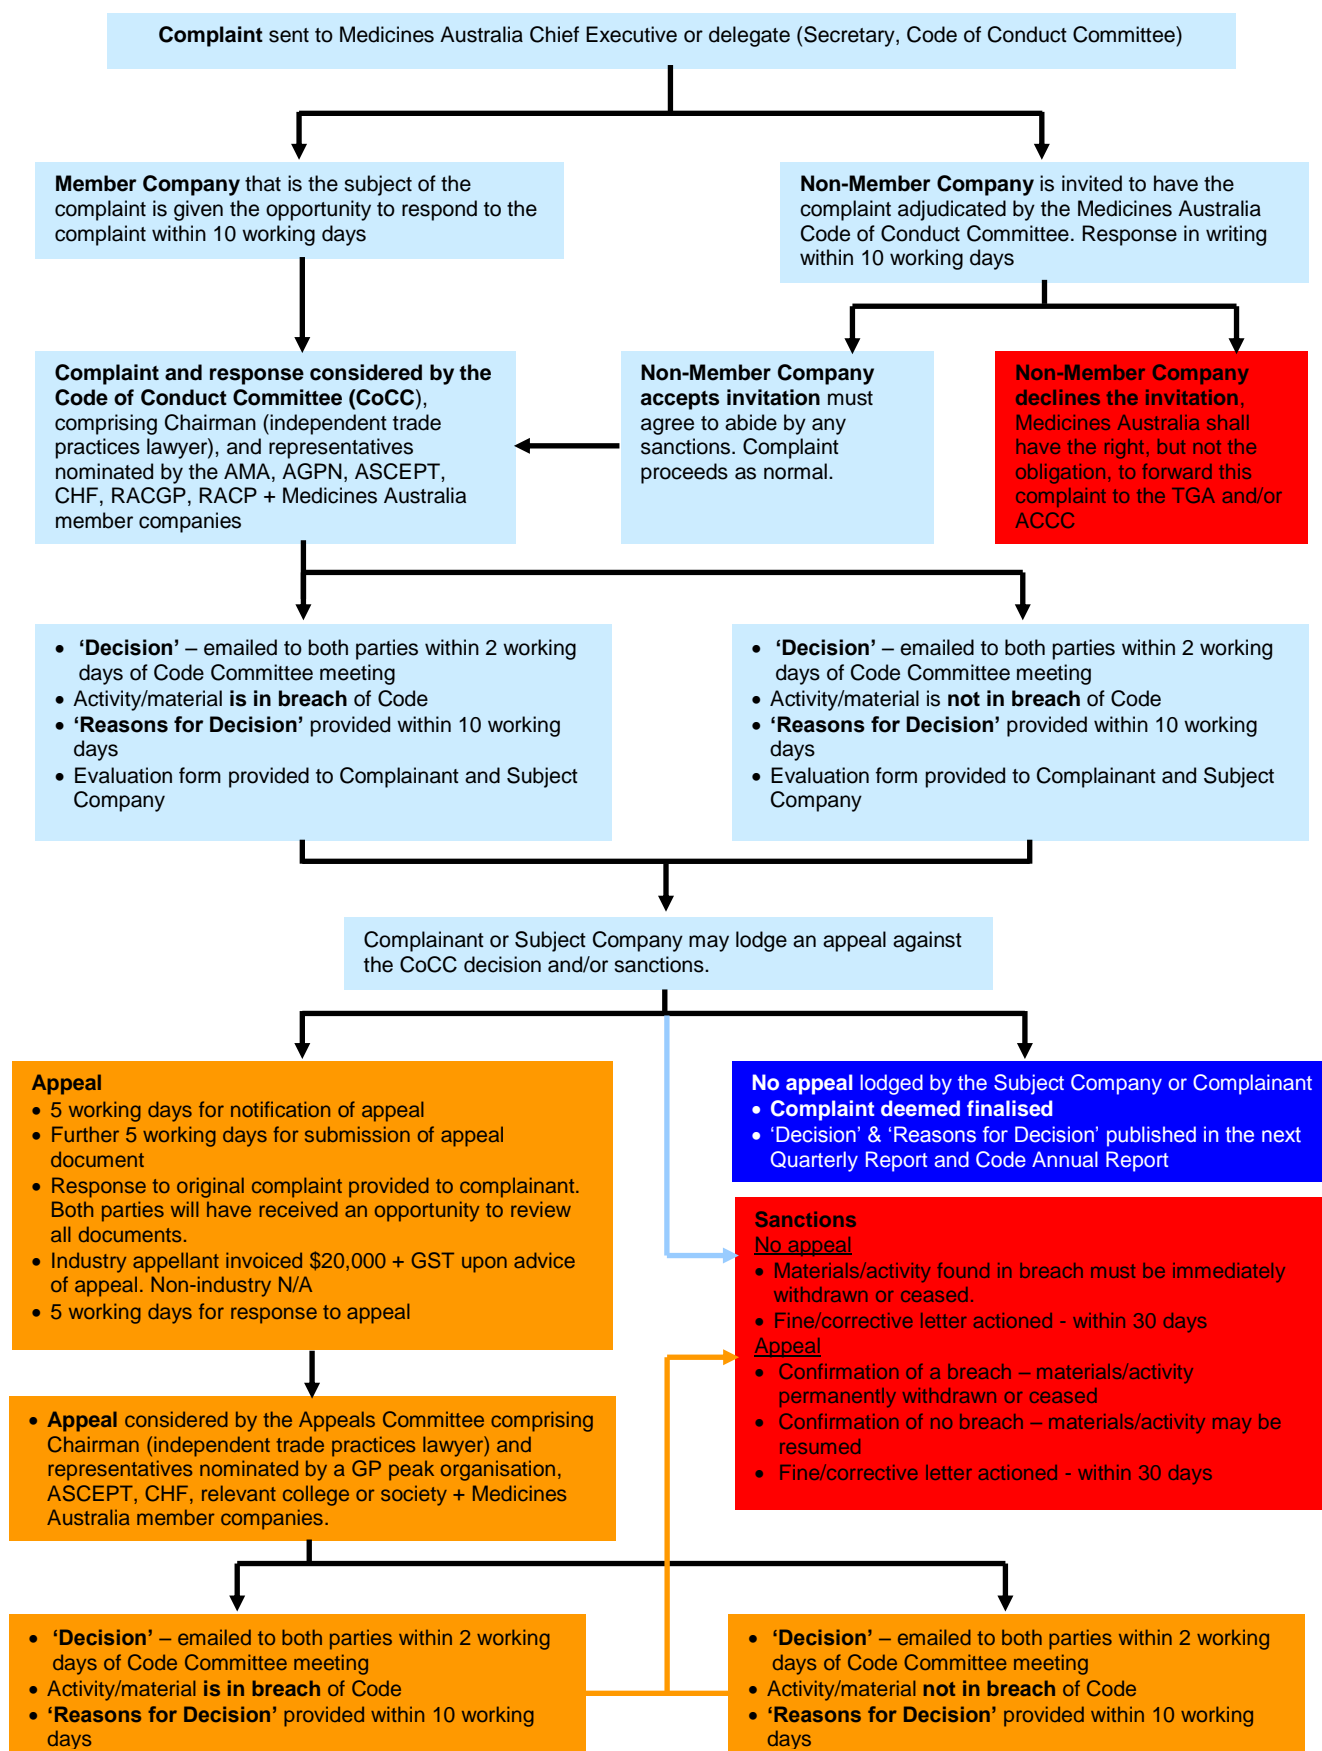 Complaint sent to Medicines Australia Chief Executive or delegate (Secretary, Code of Conduct Committee)
Member Company that is the subject of the
complaint is given the opportunity to respond to the
complaint within 10 working days
Non-Member Company is invited to have the
complaint adjudicated by the Medicines Australia
Code of Conduct Committee. Response in writing
within 10 working days
Complaint and response considered by the
Code of Conduct Committee (CoCC),
comprising Chairman (independent trade
practices lawyer), and representatives
nominated by the AMA, AGPN, ASCEPT,
CHF, RACGP, RACP + Medicines Australia
member companies
Non-Member Company
accepts invitation must
agree to abide by any
sanctions. Complaint
proceeds as normal.
Non-Member Company
declines the invitation,
Medicines Australia shall
have the right, but not the
obligation, to forward this
complaint to the TGA and/or
ACCC
• ‘Decision’ – emailed to both parties within 2 working
days of Code Committee meeting
• Activity/material is in breach of Code
• ‘Reasons for Decision’ provided within 10 working
days
• Evaluation form provided to Complainant and Subject
Company
• ‘Decision’ – emailed to both parties within 2 working
days of Code Committee meeting
• Activity/material is not in breach of Code
• ‘Reasons for Decision’ provided within 10 working
days
• Evaluation form provided to Complainant and Subject
Company
Complainant or Subject Company may lodge an appeal against
the CoCC decision and/or sanctions.
Appeal
• 5 working days for notification of appeal
• Further 5 working days for submission of appeal
document
• Response to original complaint provided to complainant.
Both parties will have received an opportunity to review
all documents.
• Industry appellant invoiced $20,000 + GST upon advice
of appeal. Non-industry N/A
• 5 working days for response to appeal
No appeal lodged by the Subject Company or Complainant
• Complaint deemed finalised
• ‘Decision’ & ‘Reasons for Decision’ published in the next
Quarterly Report and Code Annual Report
Sanctions
No appeal
• Materials/activity found in breach must be immediately
withdrawn or ceased.
• Fine/corrective letter actioned - within 30 days
Appeal
• Confirmation of a breach – materials/activity
permanently withdrawn or ceased
• Confirmation of no breach – materials/activity may be
resumed
• Fine/corrective letter actioned - within 30 days
• Appeal considered by the Appeals Committee comprising
Chairman (independent trade practices lawyer) and
representatives nominated by a GP peak organisation,
ASCEPT, CHF, relevant college or society + Medicines
Australia member companies.
• ‘Decision’ – emailed to both parties within 2 working
days of Code Committee meeting
• Activity/material is in breach of Code
• ‘Reasons for Decision’ provided within 10 working
days
• ‘Decision’ – emailed to both parties within 2 working
days of Code Committee meeting
• Activity/material not in breach of Code
• ‘Reasons for Decision’ provided within 10 working
days